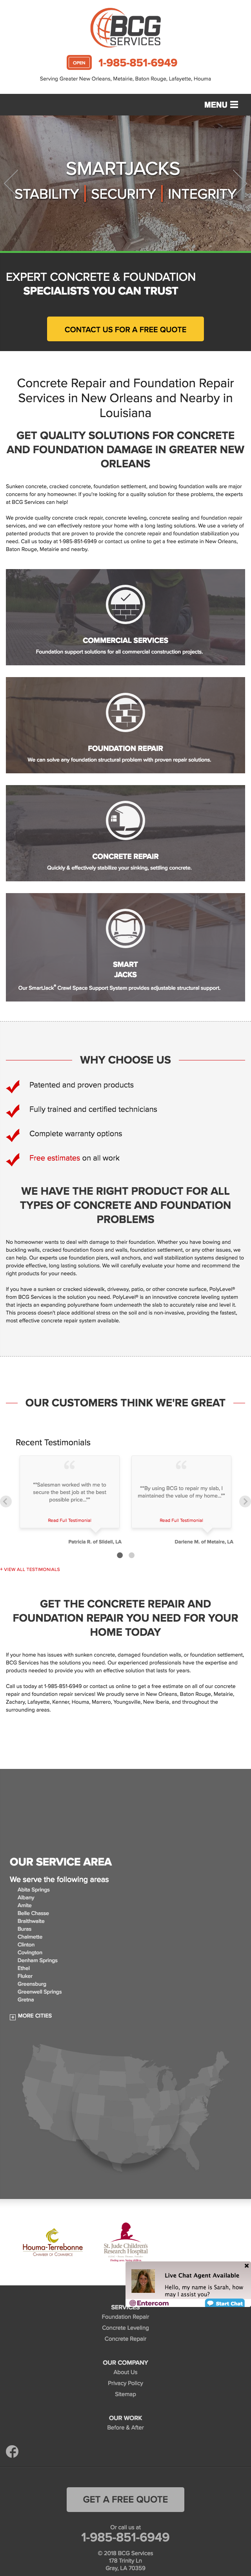 BCG
SERVICES
OPEN 1-985-851-6949
Serving Greater New Orleans, Metairie, Baton Rouge, Lafayette, Houma
MENU
SMARTJACKS
STABILITY | SECURITY | INTEGRITY
EXPERT CONCRETE & FOUNDATION
SPECIALISTS YOU CAN TRUST
CONTACT US FOR A FREE QUOTE
Concrete Repair and Foundation Repair
Services in New Orleans and Nearby in
Louisiana
GET QUALITY SOLUTIONS FOR CONCRETE
AND FOUNDATION DAMAGE IN GREATER NEW
ORLEANS
Sunken concrete, cracked concrete, foundation settlement, and bowing foundation walls are major
concerns for any homeowner. If you're looking for a quality solution for these problems, the experts
at BCG Services can help!
We provide quality concrete crack repair, concrete leveling, concrete sealing and foundation repair
services, and we can effectively restore your home with a long lasting solutions. We use a variety of
patented products that are proven to provide the concrete repair and foundation stabilization you
need. Call us today at 1-985-851-6949 or contact us online to get a free estimate in New Orleans,
Baton Rouge, Metairie and nearby.
COMMERCIAL SERVICES
Foundation support solutions for all commercial construction projects.
FOUNDATION REPAIR
We can solve any foundation structural problem with proven repair solutions.
CONCRETE REPAIR
Quickly & effectively stabilize your sinking, settling concrete.
SMART
JACKS
Our SmartJack® Crawl Space Support System provides adjustable structural support.
WHY CHOOSE US
Patented and proven products
Fully trained and certified technicians
Complete warranty options
Free estimates on all work
WE HAVE THE RIGHT PRODUCT FOR ALL
TYPES OF CONCRETE AND FOUNDATION
PROBLEMS
No homeowner wants to deal with damage to their foundation. Whether you have bowing and
buckling walls, cracked foundation floors and walls, foundation settlement, or any other issues, we
can help. Our experts use foundation piers, wall anchors, and wall stabilization systems designed to
provide effective, long lasting solutions. We will carefully evaluate your home and recommend the
right products for your needs.
If you have a sunken or cracked sidewalk, driveway, patio, or other concrete surface, PolyLevel®
from BCG Services is the solution you need. PolyLevel® is an innovative concrete leveling system
that injects an expanding polyurethane foam underneath the slab to accurately raise and level it.
This process doesn't place additional stress on the soil and is non-invasive, providing the fastest,
most effective concrete repair system available.
OUR CUSTOMERS THINK WE'RE GREAT
Recent Testimonials
""Salesman worked with me to
secure the best job at the best
possible price...""
Read Full Testimonial
Patricia R. of Slidell, LA
""By using BCG to repair my slab, I
maintained the value of my home...""
Read Full Testimonial
Darlene M. of Metairie, LA
+ VIEW ALL TESTIMONIALS
GET THE CONCRETE REPAIR AND
FOUNDATION REPAIR YOU NEED FOR YOUR
HOME TODAY
If your home has issues with sunken concrete, damaged foundation walls, or foundation settlement,
BCG Services has the solutions you need. Our experienced professionals have the expertise and
products needed to provide you with an effective solution that lasts for years.
Call us today at 1-985-851-6949 or contact us online to get a free estimate on all of our concrete
repair and foundation repair services! We proudly serve in New Orleans, Baton Rouge, Metairie,
Zachary, Lafayette, Kenner, Houma, Marrero, Youngsville, New Iberia, and throughout the
surrounding areas.
OUR SERVICE AREA
We serve the following areas
Abita Springs
Albany
Amite
Belle Chasse
Braithwaite
Buras
Chalmette
Clinton
Covington
Denham Springs
Ethel
Fluker
Greensburg
Greenwell Springs
Gretna
+ MORE CITIES
Houma-Terrebonne
CHAMBER OF COMMERCE
St. Jude Children's
Research Hospital
Live Chat Agent Available
Hello, my name is Sarah, how
may I assist you?
Entercom
Start Chat
SERVICES
Foundation Repair
Concrete Leveling
Concrete Repair
OUR COMPANY
About Us
Privacy Policy
Sitemap
OUR WORK
Before & After
GET A FREE QUOTE
Or call us at
1-985-851-6949
© 2018 BCG Services
178 Trinity Ln
Gray, LA 70359